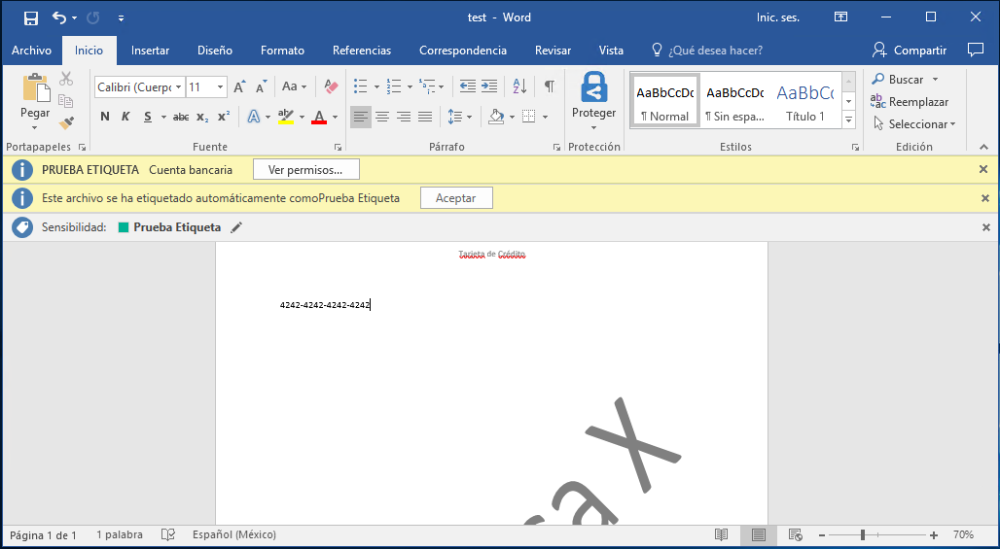 test - Word
Inic. ses.
Archivo Inicio Insertar Diseño Formato Referencias Correspondencia Revisar Vista ¿Qué desea hacer? Compartir
Pegar
Calibri (Cuerpo 11
Aa
N K S abc x₂ x² A ab A
Proteger
AaBbCcDc AaBbCcDc AaBbCc
¶ Normal ¶ Sin espa... Título 1
Buscar
Reemplazar
Seleccionar
Portapapeles Fuente Párrafo Protección Estilos Edición
PRUEBA ETIQUETA Cuenta bancaria Ver permisos...
Este archivo se ha etiquetado automáticamente comoPrueba Etiqueta Aceptar
Sensibilidad: Prueba Etiqueta
Tarjeta de Crédito
4242-4242-4242-4242
a X
Página 1 de 1 1 palabra Español (México) 70%